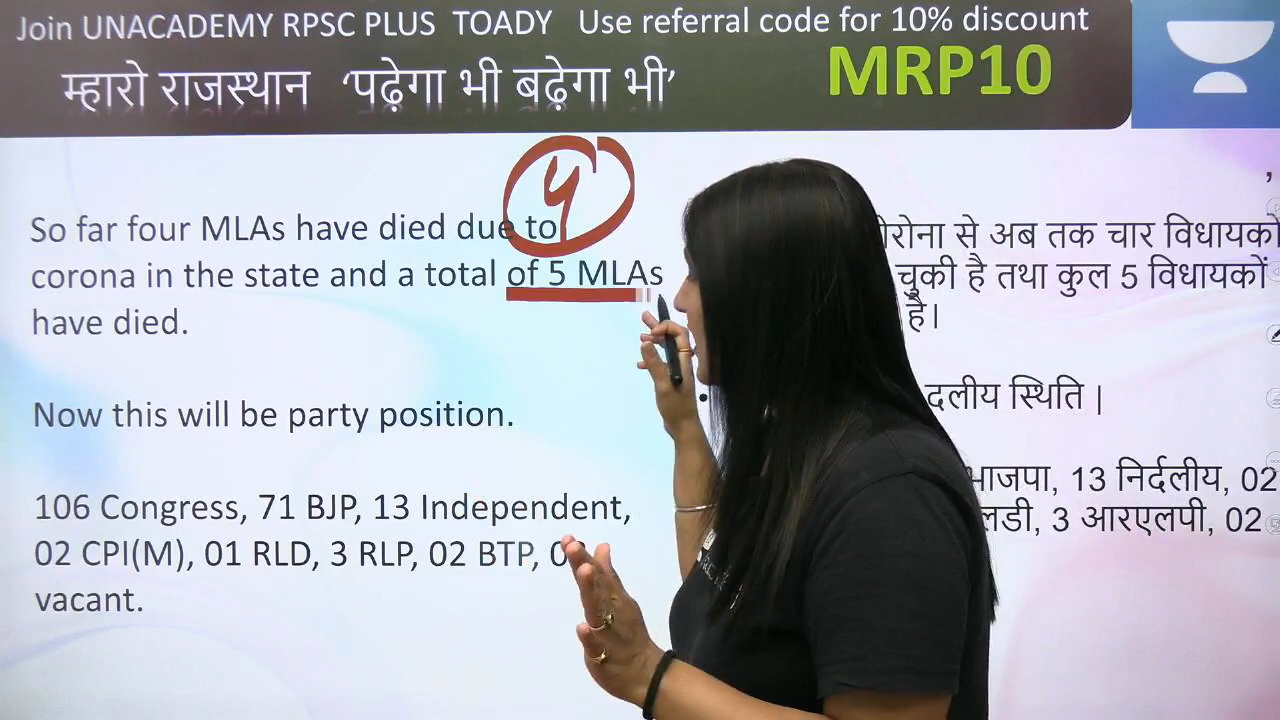 Join UNACADEMY RPSC PLUS TOADY Use referral code for 10% discount
म्हारो राजस्थान ‘पढ़ेगा भी बढ़ेगा भी’
MRP10
4
So far four MLAs have died due to
corona in the state and a total of 5 MLAs
have died.
Now this will be party position.
106 Congress, 71 BJP, 13 Independent,
02 CPI(M), 01 RLD, 3 RLP, 02 BTP,
vacant.
से अब तक चार विधायकों
चुकी है तथा कुल 5 विधायकों
है।
दलीय स्थिति |
13 निर्दलीय, 02
3 आरएलपी, 02